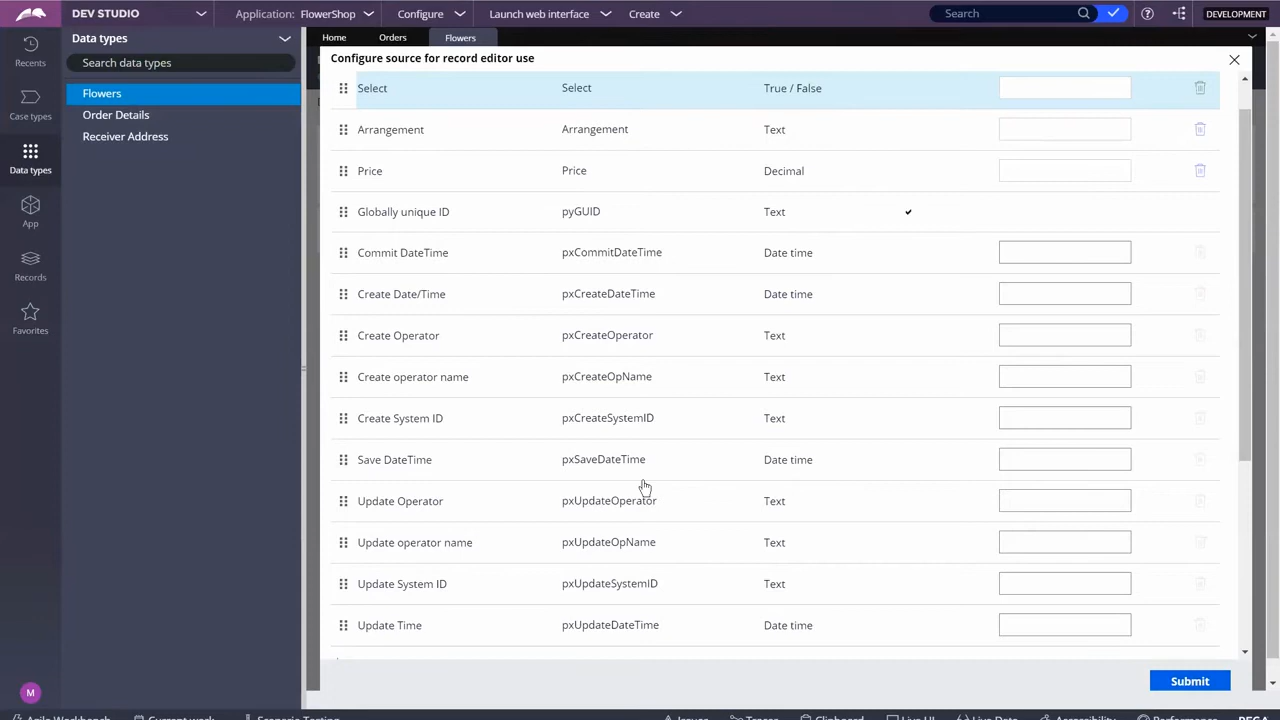 DEV STUDIO
Application: FlowerShop
Configure
Launch web interface
Create
Search
DEVELOPMENT
Recents
Case types
Data types
App
Records
Favorites
M
Data types
Search data types
Flowers
Order Details
Receiver Address
Home
Orders
Flowers
Configure source for record editor use
Select Select True / False
Arrangement Arrangement Text
Price Price Decimal
Globally unique ID pyGUID Text
Commit DateTime pxCommitDateTime Date time
Create Date/Time pxCreateDateTime Date time
Create Operator pxCreateOperator Text
Create operator name pxCreateOpName Text
Create System ID pxCreateSystemID Text
Save DateTime pxSaveDateTime Date time
Update Operator pxUpdateOperator Text
Update operator name pxUpdateOpName Text
Update System ID pxUpdateSystemID Text
Update Time pxUpdateDateTime Date time
Submit